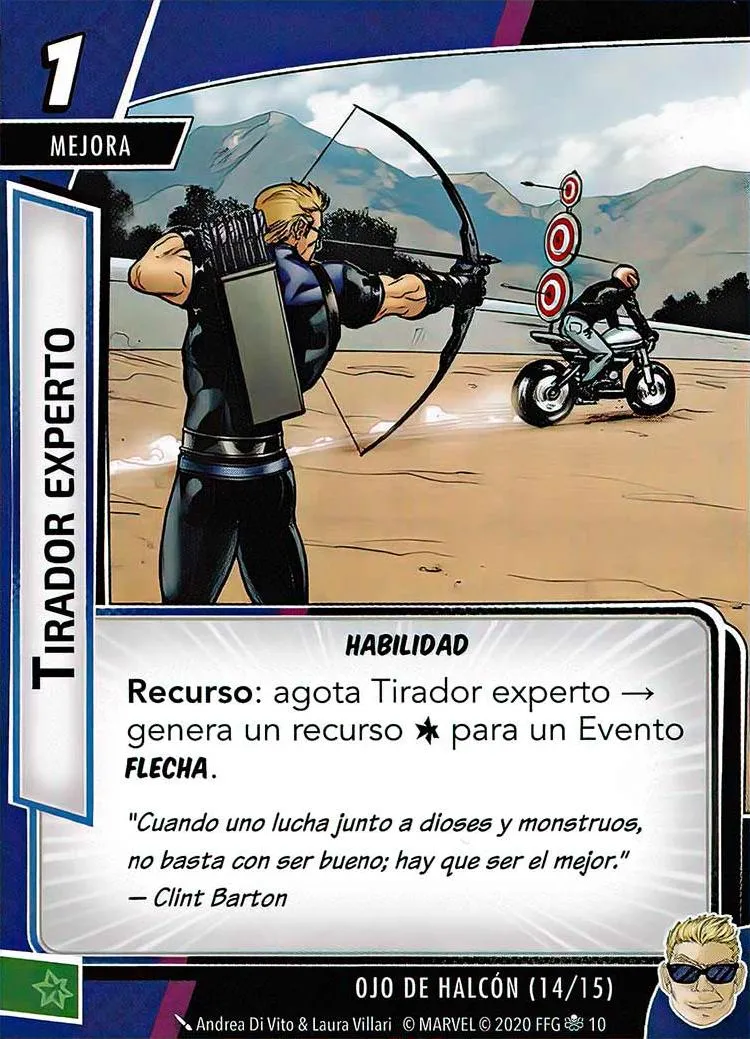 1
MEJORA
TIRADOR EXPERTO
HABILIDAD
Recurso: agota Tirador experto →
genera un recurso para un Evento
FLECHA.
"Cuando uno lucha junto a dioses y monstruos,
no basta con ser bueno; hay que ser el mejor."
— Clint Barton
OJO DE HALCÓN (14/15)
Andrea Di Vito & Laura Villari © MARVEL © 2020 FFG 10